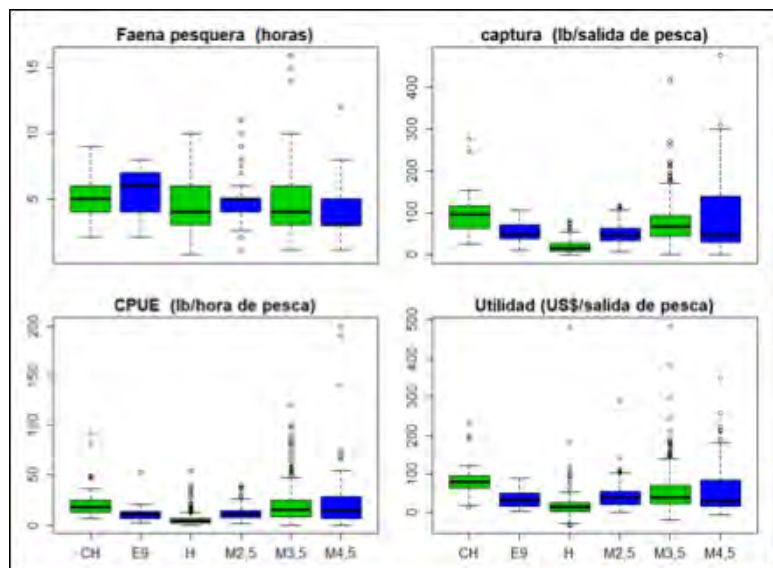 Faena pesquera (horas)
5 10 15
captura (lb/salida de pesca)
0 100 200 300 400
CPUE (lb/hora de pesca)
0 50 100 150 200
CH E9 H M2,5 M3,5 M4,5
Utilidad (US$/salida de pesca)
0 100 200 300 400 500
CH E9 H M2,5 M3,5 M4,5